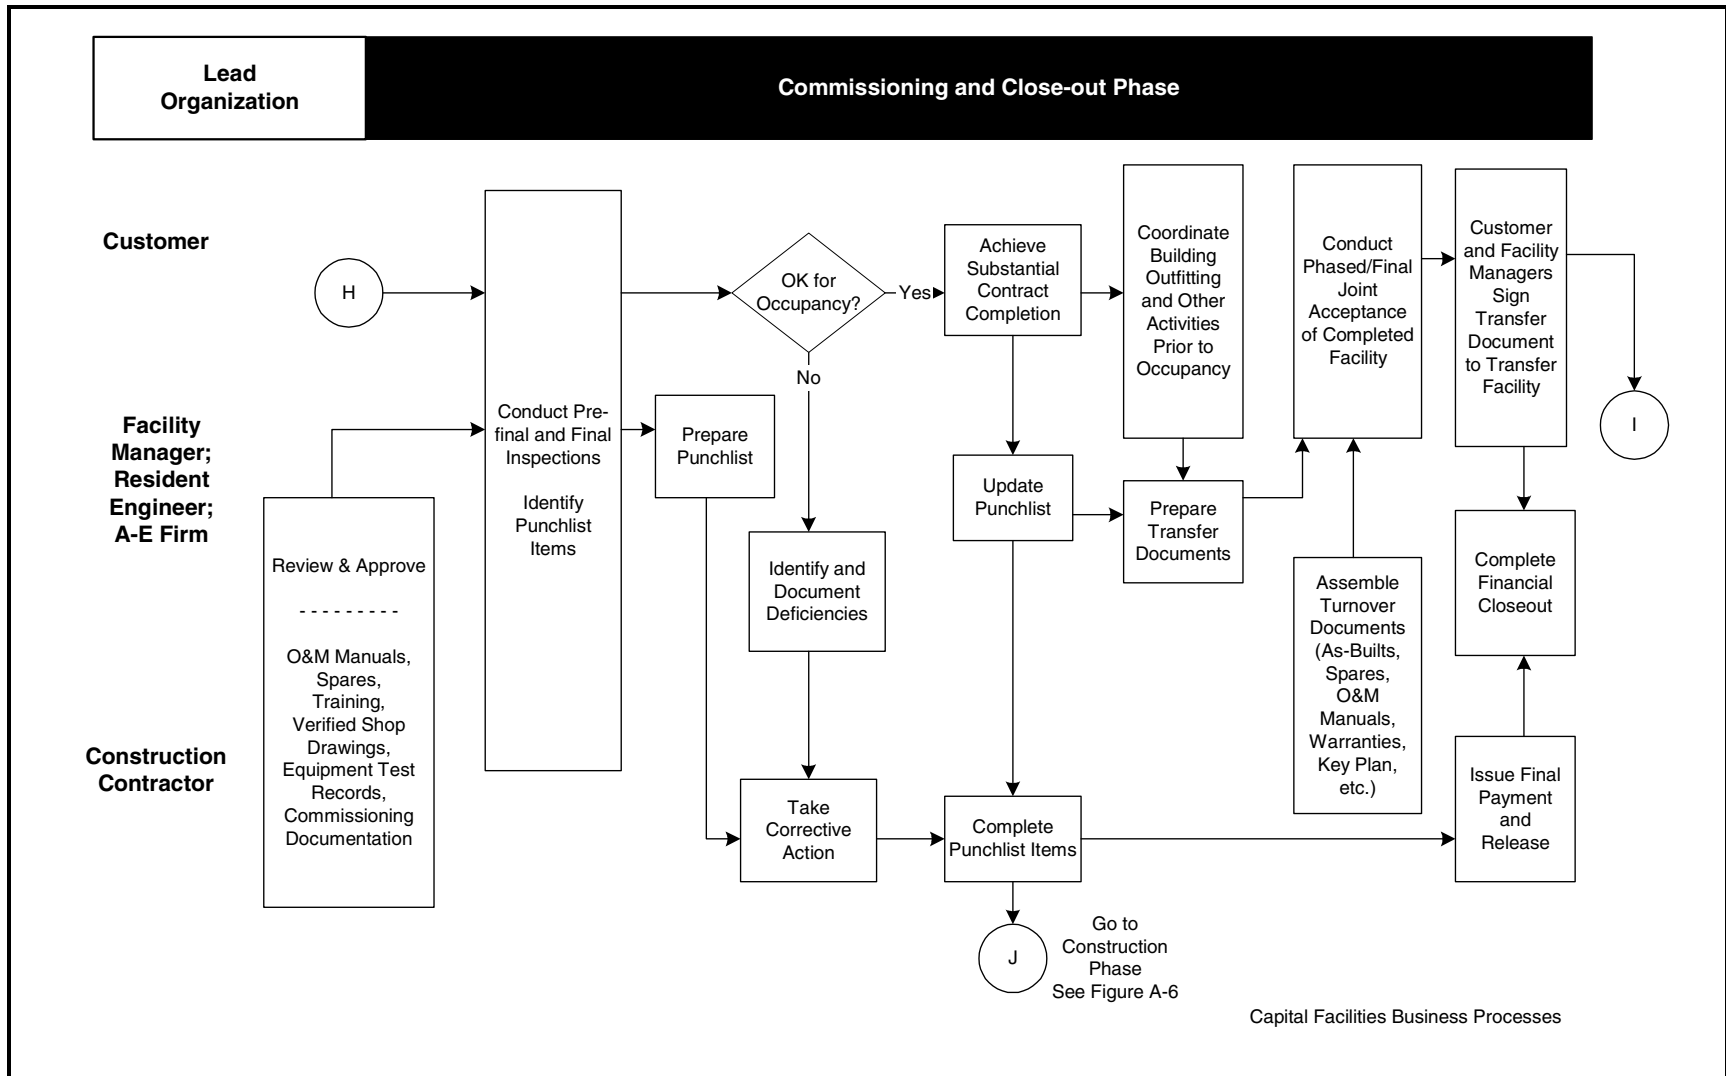 Lead
Organization
Commissioning and Close-out Phase
Customer
H
OK for
Occupancy?
Yes
No
Achieve
Substantial
Contract
Completion
Coordinate
Building
Outfitting
and Other
Activities
Prior to
Occupancy
Conduct
Phased/Final
Joint
Acceptance
of Completed
Facility
Customer
and Facility
Managers
Sign
Transfer
Document
to Transfer
Facility
I
Facility
Manager;
Resident
Engineer;
A-E Firm
Conduct Pre-
final and Final
Inspections
Identify
Punchlist
Items
Prepare
Punchlist
Update
Punchlist
Prepare
Transfer
Documents
Review & Approve
- - - - - - - - -
O&M Manuals,
Spares,
Training,
Verified Shop
Drawings,
Equipment Test
Records,
Commissioning
Documentation
Identify and
Document
Deficiencies
Assemble
Turnover
Documents
(As-Builts,
Spares,
O&M
Manuals,
Warranties,
Key Plan,
etc.)
Complete
Financial
Closeout
Construction
Contractor
Take
Corrective
Action
Complete
Punchlist Items
Issue Final
Payment
and
Release
J
Go to
Construction
Phase
See Figure A-6
Capital Facilities Business Processes